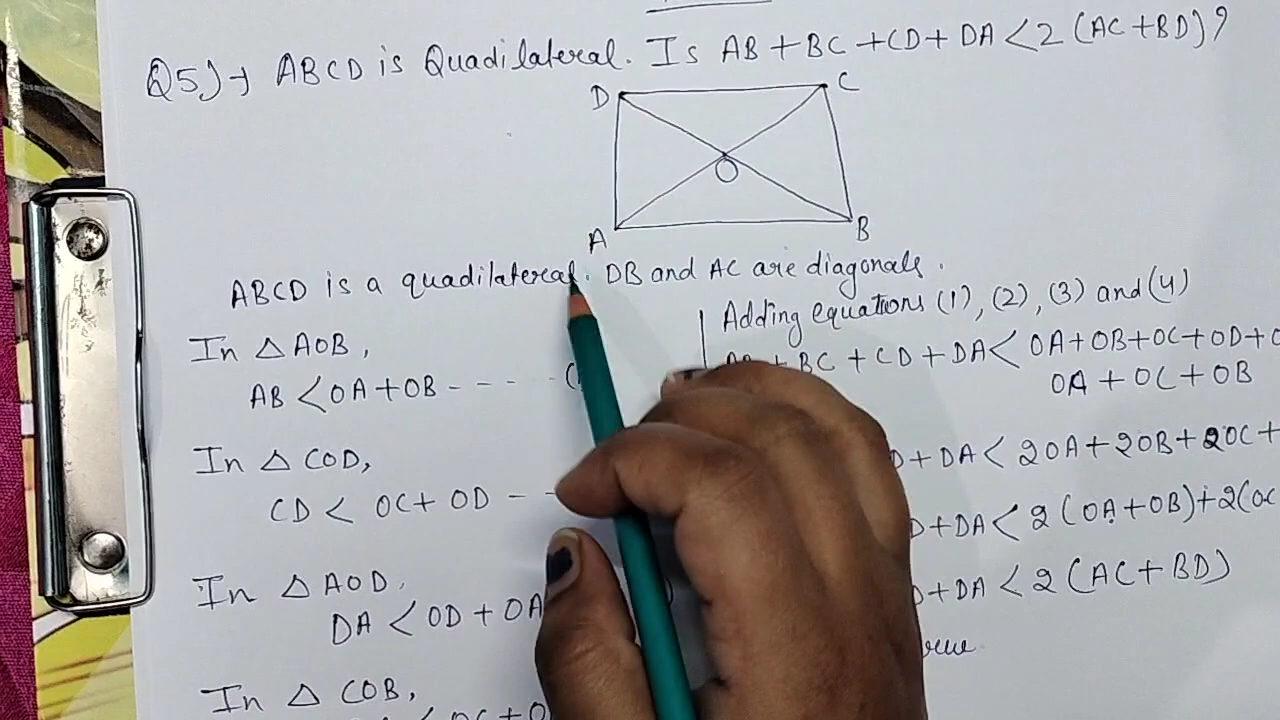 Q5)→ ABCD is Quadilateral. Is AB+BC+CD+DA<2(AC+BD)?
D
C
O
A
B
ABCD is a quadilateral. DB and AC are diagonals.
In △AOB,
AB<OA+OB ---- (
In △COD,
CD< OC+OD --
In △AOD,
DA<OD+OA
In △COB,
Adding equations (1), (2), (3) and (4)
+BC+CD+DA< OA+OB+OC+OD+
OA+OC+OB
+DA< 2OA+2OB+2OC+
+DA<2(OA+OB)+2(OC
+DA<2(AC+BD)